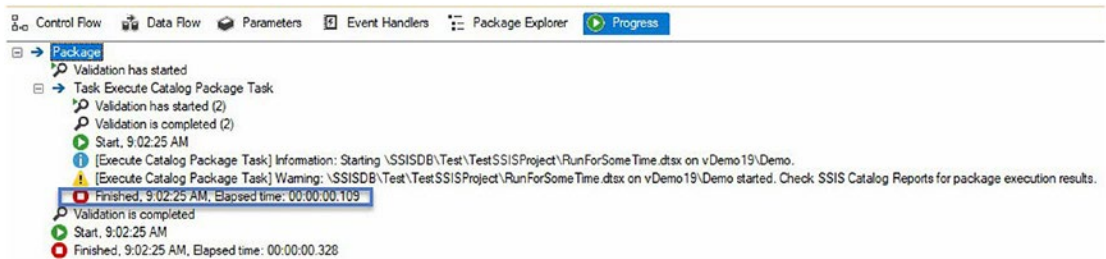 Control Flow Data Flow Parameters Event Handlers Package Explorer Progress
Package
Validation has started
Task Execute Catalog Package Task
Validation has started (2)
Validation is completed (2)
Start, 9:02:25 AM
[Execute Catalog Package Task] Information: Starting \SSISDB\Test\TestSSISProject\RunForSomeTime.dtsx on vDemo19\Demo.
[Execute Catalog Package Task] Warning: \SSISDB\Test\TestSSISProject\RunForSomeTime.dtsx on vDemo19\Demo started. Check SSIS Catalog Reports for package execution results.
Finished, 9:02:25 AM, Elapsed time: 00:00:00.109
Validation is completed
Start, 9:02:25 AM
Finished, 9:02:25 AM, Elapsed time: 00:00:00.328